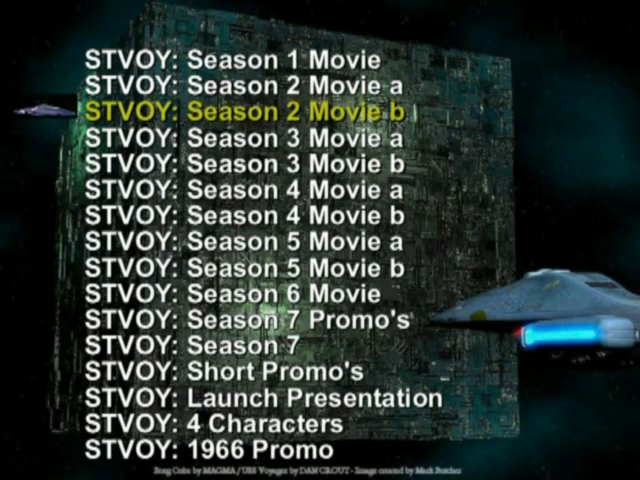 STVOY: Season 1 Movie
STVOY: Season 2 Movie a
STVOY: Season 2 Movie b
STVOY: Season 3 Movie a
STVOY: Season 3 Movie b
STVOY: Season 4 Movie a
STVOY: Season 4 Movie b
STVOY: Season 5 Movie a
STVOY: Season 5 Movie b
STVOY: Season 6 Movie
STVOY: Season 7 Promo's
STVOY: Season 7
STVOY: Short Promo's
STVOY: Launch Presentation
STVOY: 4 Characters
STVOY: 1966 Promo
Borg Cube by MAGMA / USS Voyager by DAN CROUT - Image created by Mark Butcher